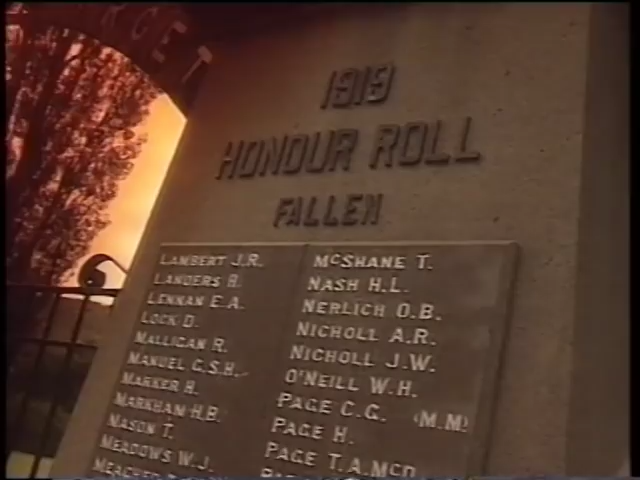 RGET
1919
HONOUR ROLL
FALLEN
LAMBERT J.R.
LANDERS H.
LENNAN E.A.
LOCK D.
MALLIGAN R.
MANUEL C.S.H.
MARKER H.
MARKHAM H.B.
MASON T.
MEADOWS W.J.
MCSHANE T.
NASH H.L.
NERLICH O.B.
NICHOLL A.R.
NICHOLL J.W.
O'NEILL W.H.
PAGE C.G. (M.M)
PAGE H.
PAGE T.A.MCD